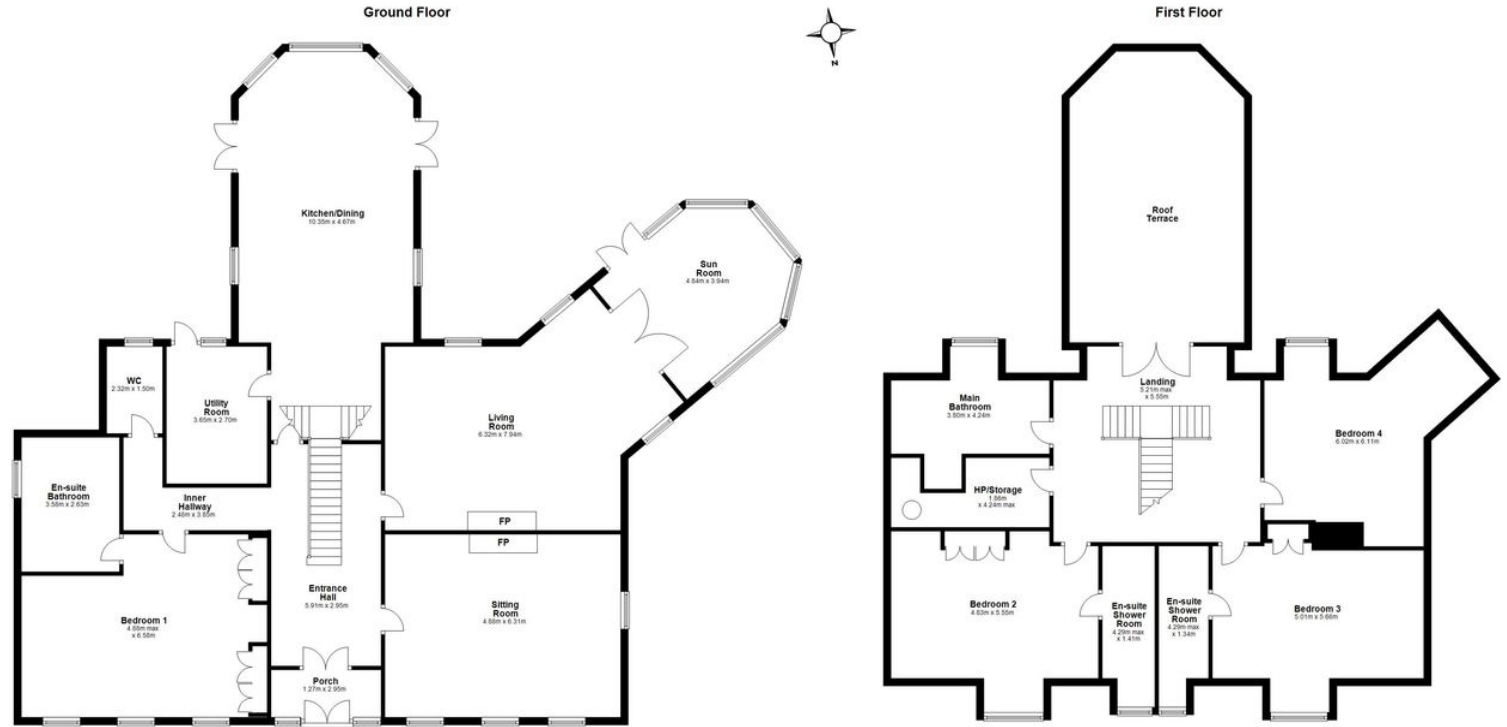 Ground Floor
First Floor
N
Kitchen/Dining
10.35m x 4.67m
Sun
Room
4.84m x 3.94m
WC
2.32m x 1.50m
Utility
Room
3.65m x 2.70m
Living
Room
6.32m x 7.94m
En-suite
Bathroom
3.58m x 2.63m
Inner
Hallway
2.48m x 3.85m
FP
FP
Entrance
Hall
5.91m x 2.95m
Sitting
Room
4.88m x 6.31m
Bedroom 1
4.88m max
x 6.58m
Porch
1.27m x 2.95m
Roof
Terrace
Landing
5.21m max
x 5.55m
Main
Bathroom
3.80m x 4.24m
Bedroom 4
6.02m x 6.11m
HP/Storage
1.86m
x 4.24m max
Bedroom 2
4.63m x 5.55m
En-suite
Shower
Room
4.29m max
x 1.41m
En-suite
Shower
Room
4.29m max
x 1.34m
Bedroom 3
5.01m x 5.66m